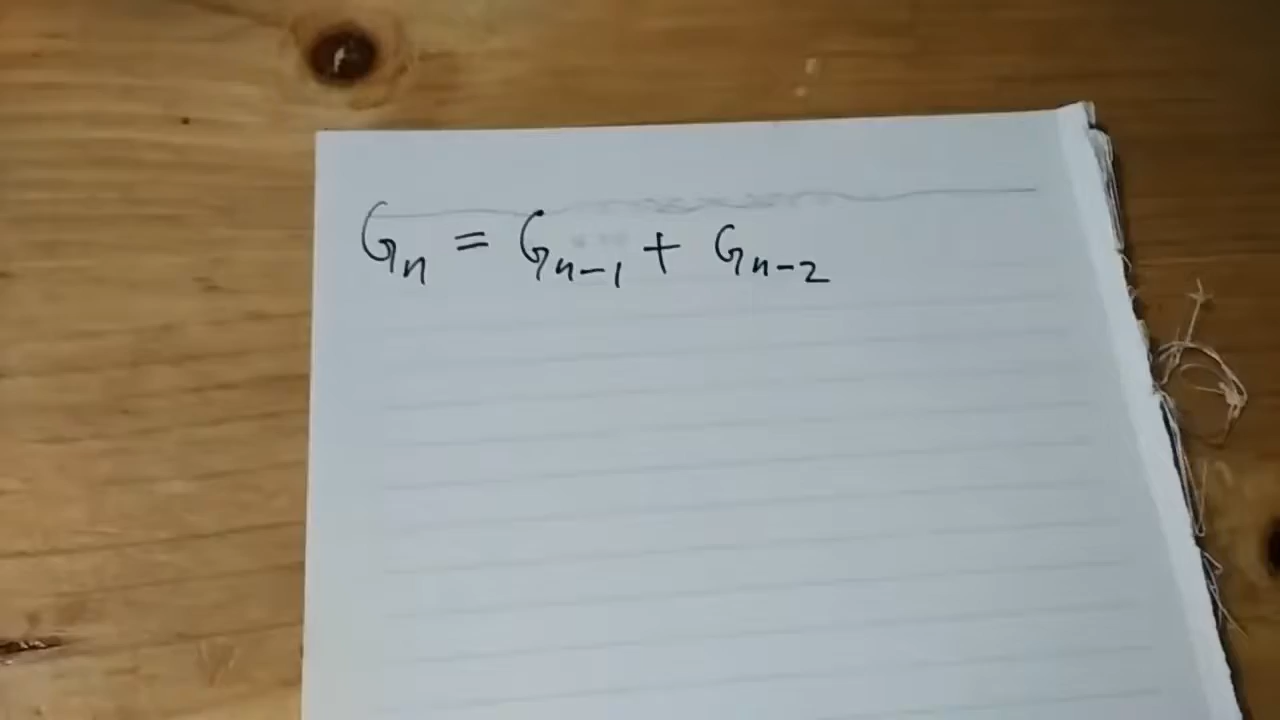 Gₙ = Gₙ₋₁ + Gₙ₋₂